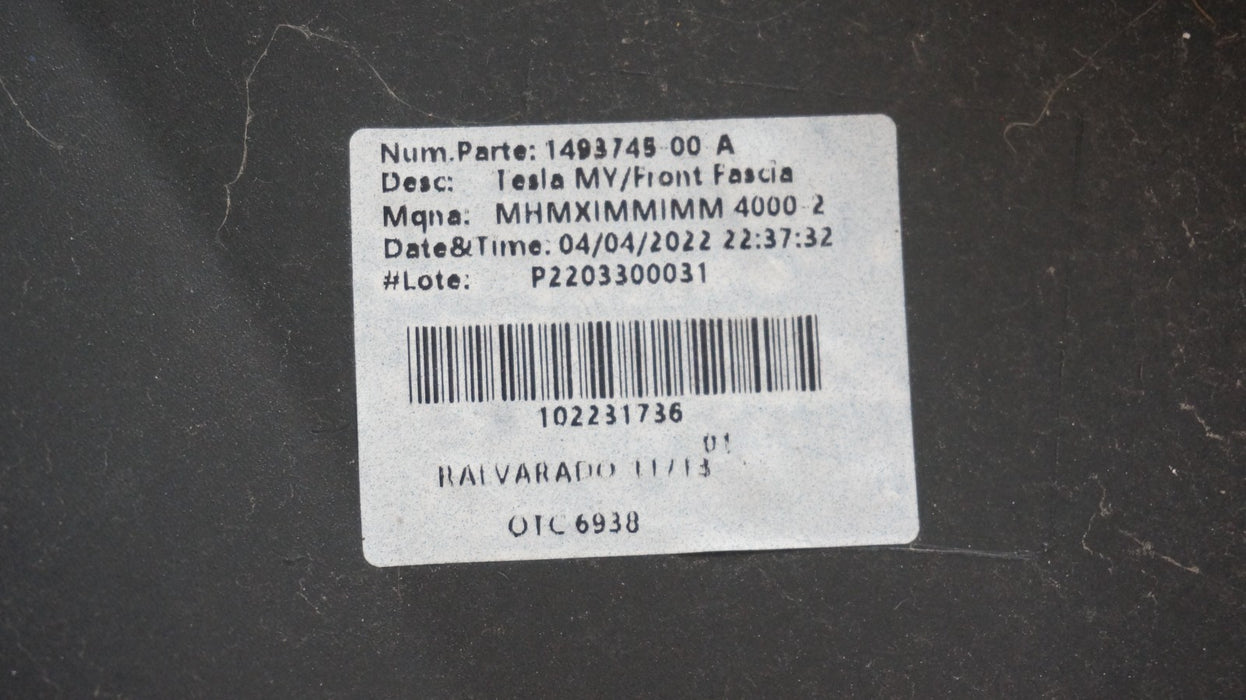 Num.Parte: 1493745-00-A
Desc: Tesla MY/Front Fascia
Mqna: MHMXIMMIMM 4000-2
Date&Time: 04/04/2022 22:37:32
#Lote: P2203300031
102231736
01
RALVARADO 11/13
OTC 6938